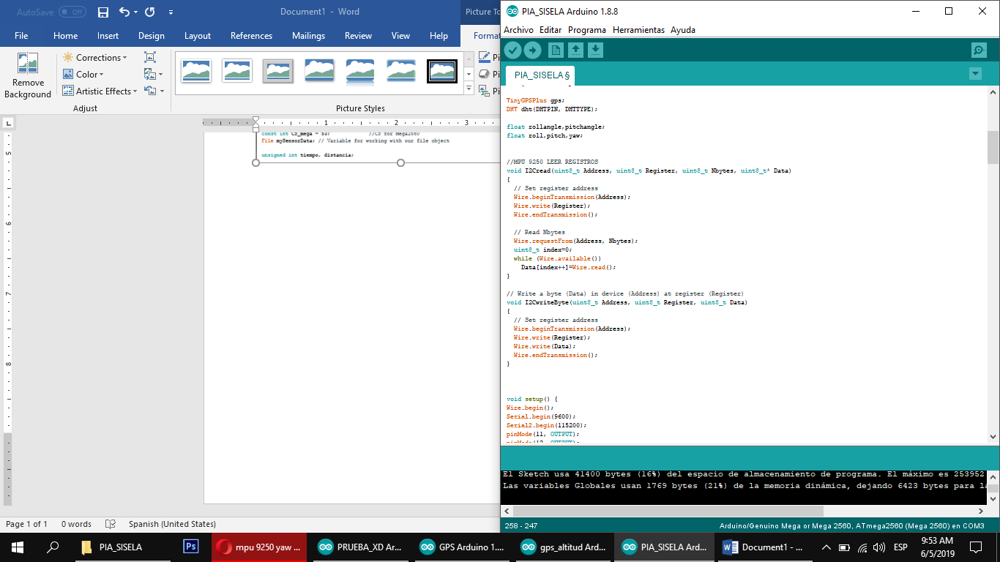 AutoSave Off
Document1 - Word
Picture To
File Home Insert Design Layout References Mailings Review View Help Format
Remove Background
Corrections
Color
Artistic Effects
Adjust
Picture Styles
Pi
Pi
Pi
1 2 3
5
6
7
8
const int CS_mega = 53; //CS for Mega2560
File mySensorData; // Variable for working with our file object
unsigned int tiempo, distancia;
Page 1 of 1 0 words Spanish (United States)
PIA_SISELA Arduino 1.8.8
Archivo Editar Programa Herramientas Ayuda
PIA_SISELA §
TinyGPSPlus gps;
DHT dht(DHTPIN, DHTTYPE);
float rollangle,pitchangle;
float roll,pitch,yaw;
//MPU 9250 LEER REGISTROS
void I2Cread(uint8_t Address, uint8_t Register, uint8_t Nbytes, uint8_t* Data)
{
// Set register address
Wire.beginTransmission(Address);
Wire.write(Register);
Wire.endTransmission();
// Read Nbytes
Wire.requestFrom(Address, Nbytes);
uint8_t index=0;
while (Wire.available())
Data[index++]=Wire.read();
}
// Write a byte (Data) in device (Address) at register (Register)
void I2CwriteByte(uint8_t Address, uint8_t Register, uint8_t Data)
{
// Set register address
Wire.beginTransmission(Address);
Wire.write(Register);
Wire.write(Data);
Wire.endTransmission();
}
void setup() {
Wire.begin();
Serial.begin(9600);
Serial2.begin(115200);
pinMode(11, OUTPUT);
pinMode(12, OUTPUT);
El Sketch usa 41400 bytes (16%) del espacio de almacenamiento de programa. El máximo es 253952
Las variables Globales usan 1769 bytes (21%) de la memoria dinámica, dejando 6423 bytes para la
258 - 247
Arduino/Genuino Mega or Mega 2560, ATmega2560 (Mega 2560) en COM3
PIA_SISELA
Ps
mpu 9250 yaw ...
PRUEBA_XD Ar...
GPS Arduino 1....
gps_altitud Ard...
PIA_SISELA Ard...
Document1 - ...
ESP
9:53 AM
6/5/2019